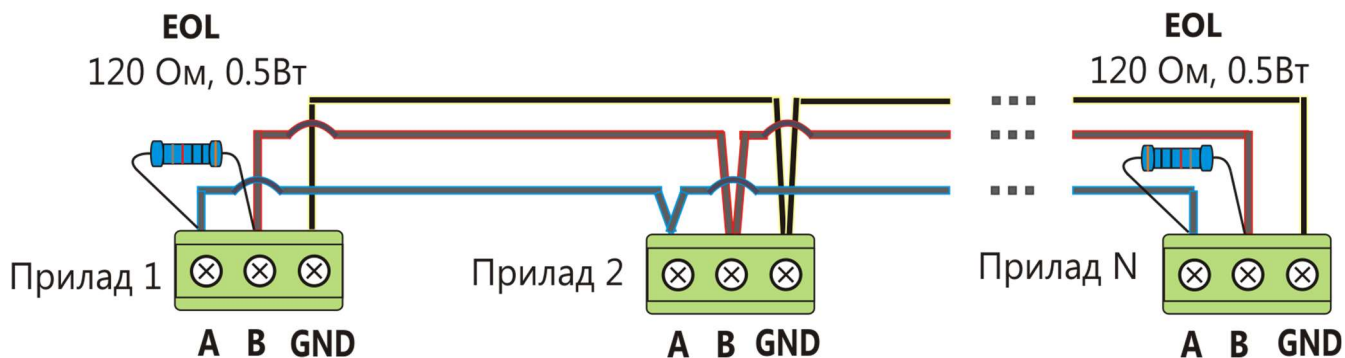 EOL
120 Ом, 0.5Вт
EOL
120 Ом, 0.5Вт
Прилад 1
Прилад 2
Прилад N
A B GND
A B GND
A B GND